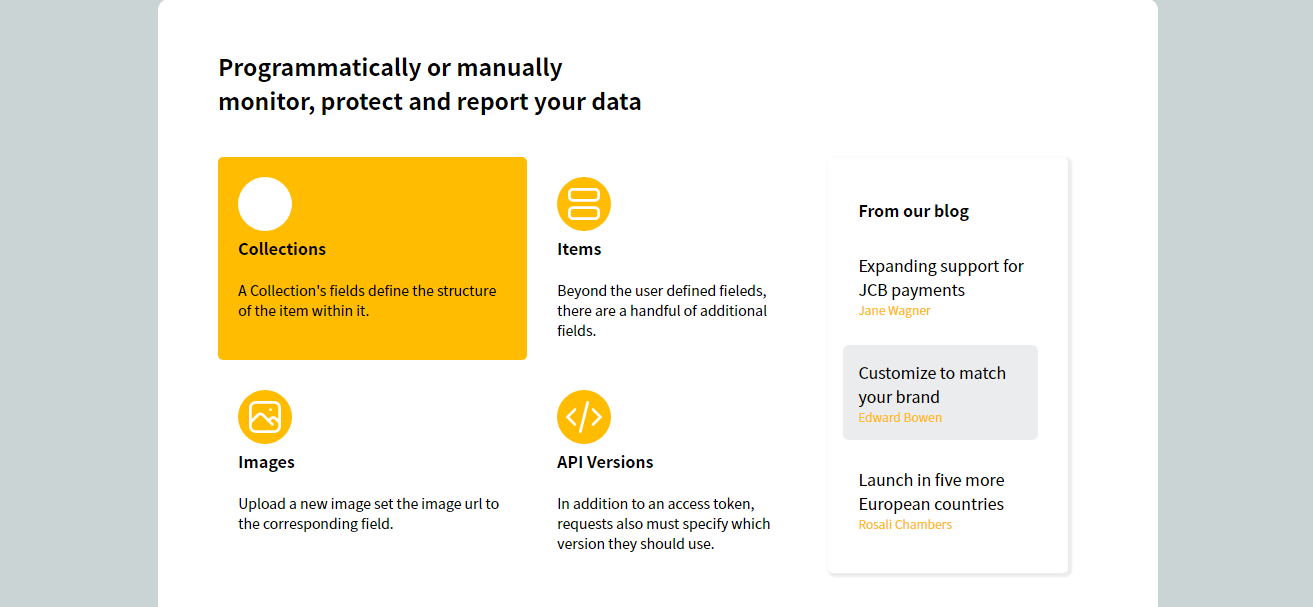 Programmatically or manually
monitor, protect and report your data
Collections
A Collection's fields define the structure
of the item within it.
Items
Beyond the user defined fieleds,
there are a handful of additional
fields.
Images
Upload a new image set the image url to
the corresponding field.
API Versions
In addition to an access token,
requests also must specify which
version they should use.
From our blog
Expanding support for
JCB payments
Jane Wagner
Customize to match
your brand
Edward Bowen
Launch in five more
European countries
Rosali Chambers